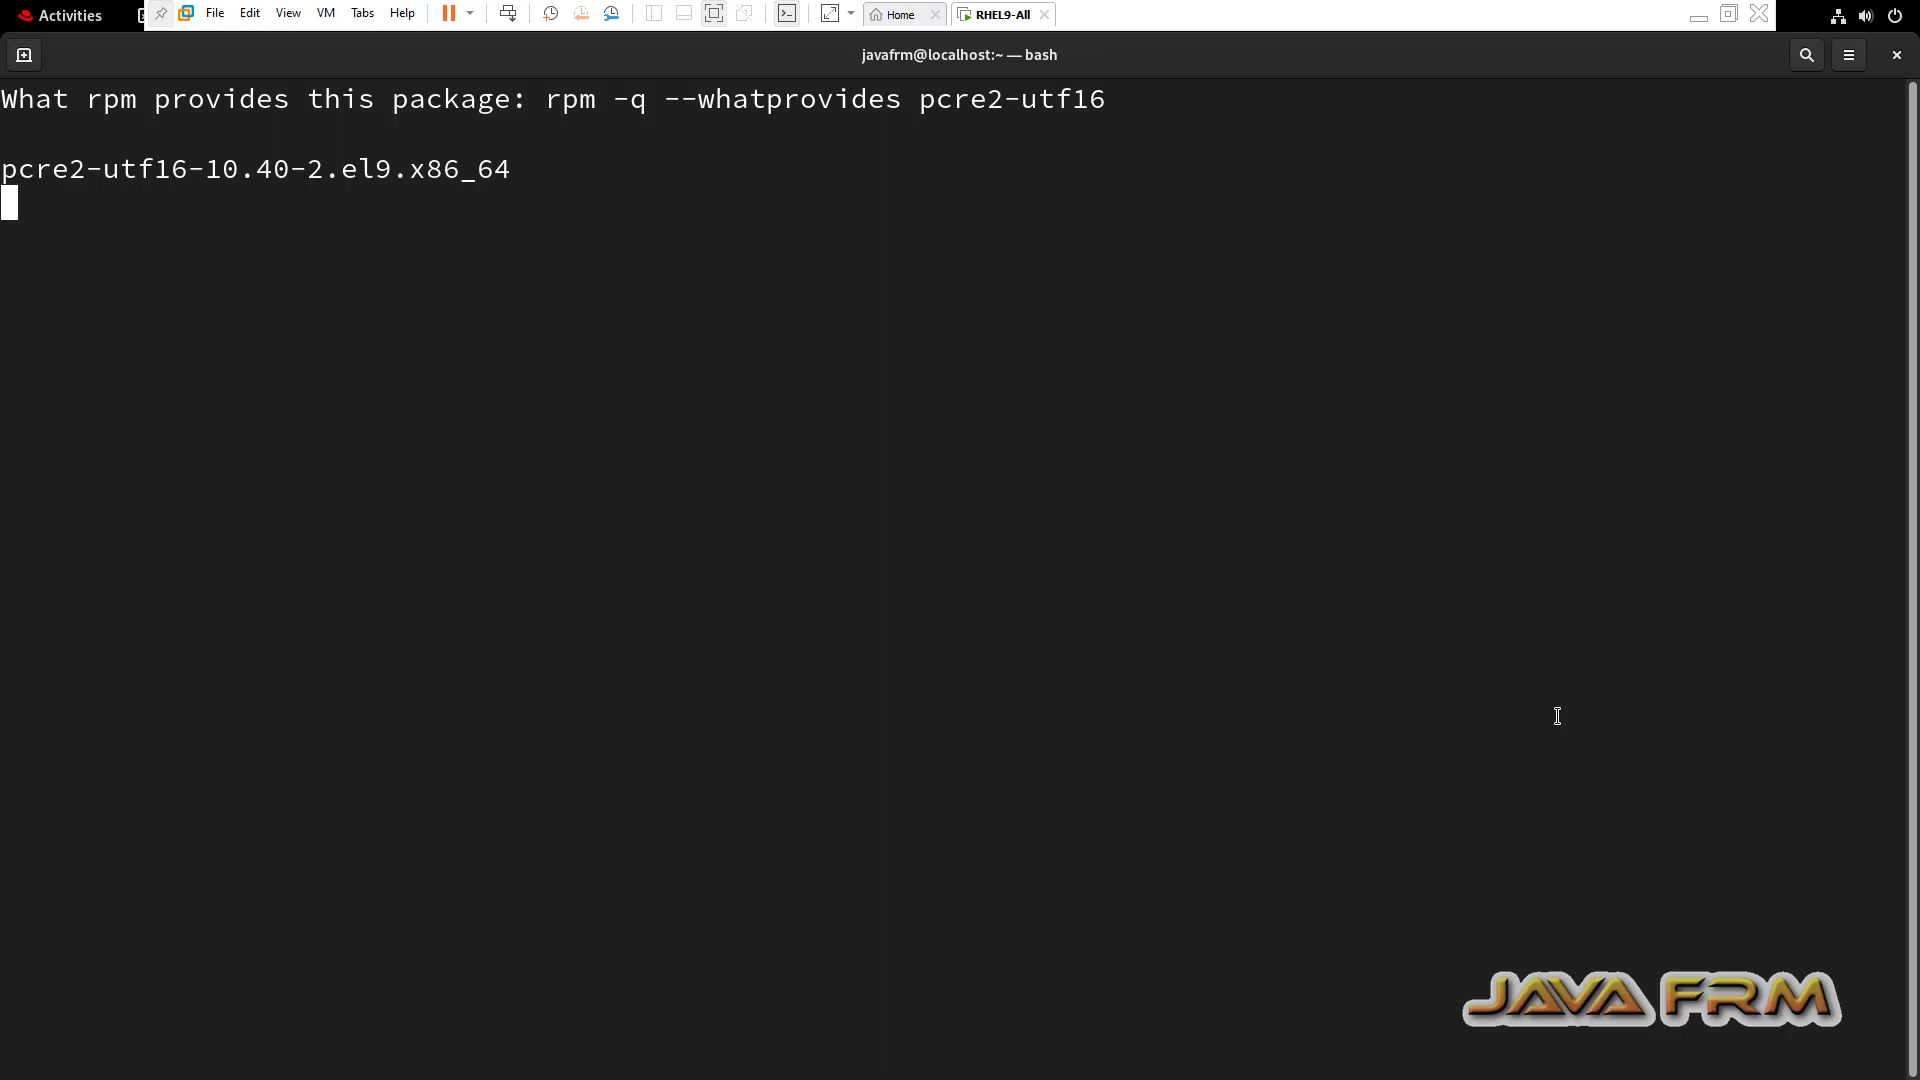 Activities
File Edit View VM Tabs Help
Home
RHEL9-All
javafrm@localhost:~ — bash
What rpm provides this package: rpm -q --whatprovides pcre2-utf16
pcre2-utf16-10.40-2.el9.x86_64
JAVA FRM